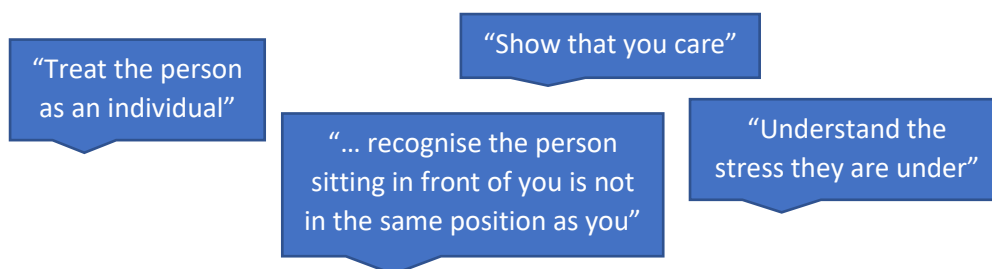 “Treat the person
as an individual”
“Show that you care”
“… recognise the person
sitting in front of you is not
in the same position as you”
“Understand the
stress they are under”